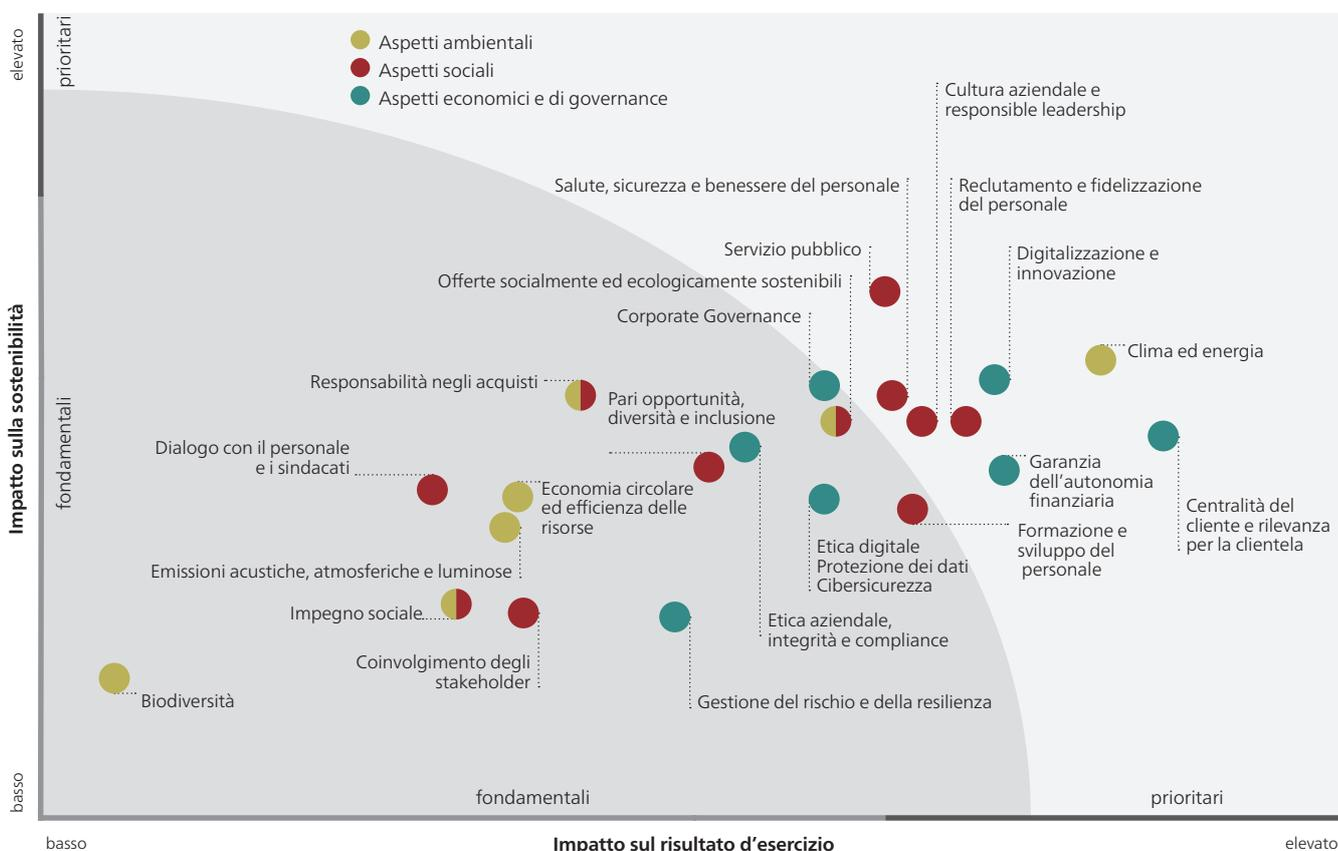 elevato
prioritari
Aspetti ambientali
Aspetti sociali
Aspetti economici e di governance
Cultura aziendale e
responsible leadership
Salute, sicurezza e benessere del personale
Reclutamento e fidelizzazione
del personale
Servizio pubblico
Digitalizzazione e
innovazione
Offerte socialmente ed ecologicamente sostenibili
Corporate Governance
Clima ed energia
Responsabilità negli acquisti
Pari opportunità,
diversità e inclusione
Impatto sulla sostenibilità
fondamentali
Dialogo con il personale
e i sindacati
Economia circolare
ed efficienza delle
risorse
Garanzia
dell’autonomia
finanziaria
Centralità del
cliente e rilevanza
per la clientela
Formazione e
sviluppo del
personale
Etica digitale
Protezione dei dati
Cibersicurezza
Emissioni acustiche, atmosferiche e luminose
Impegno sociale
Etica aziendale,
integrità e compliance
Coinvolgimento degli
stakeholder
Biodiversità
Gestione del rischio e della resilienza
basso
fondamentali
prioritari
basso
Impatto sul risultato d’esercizio
elevato